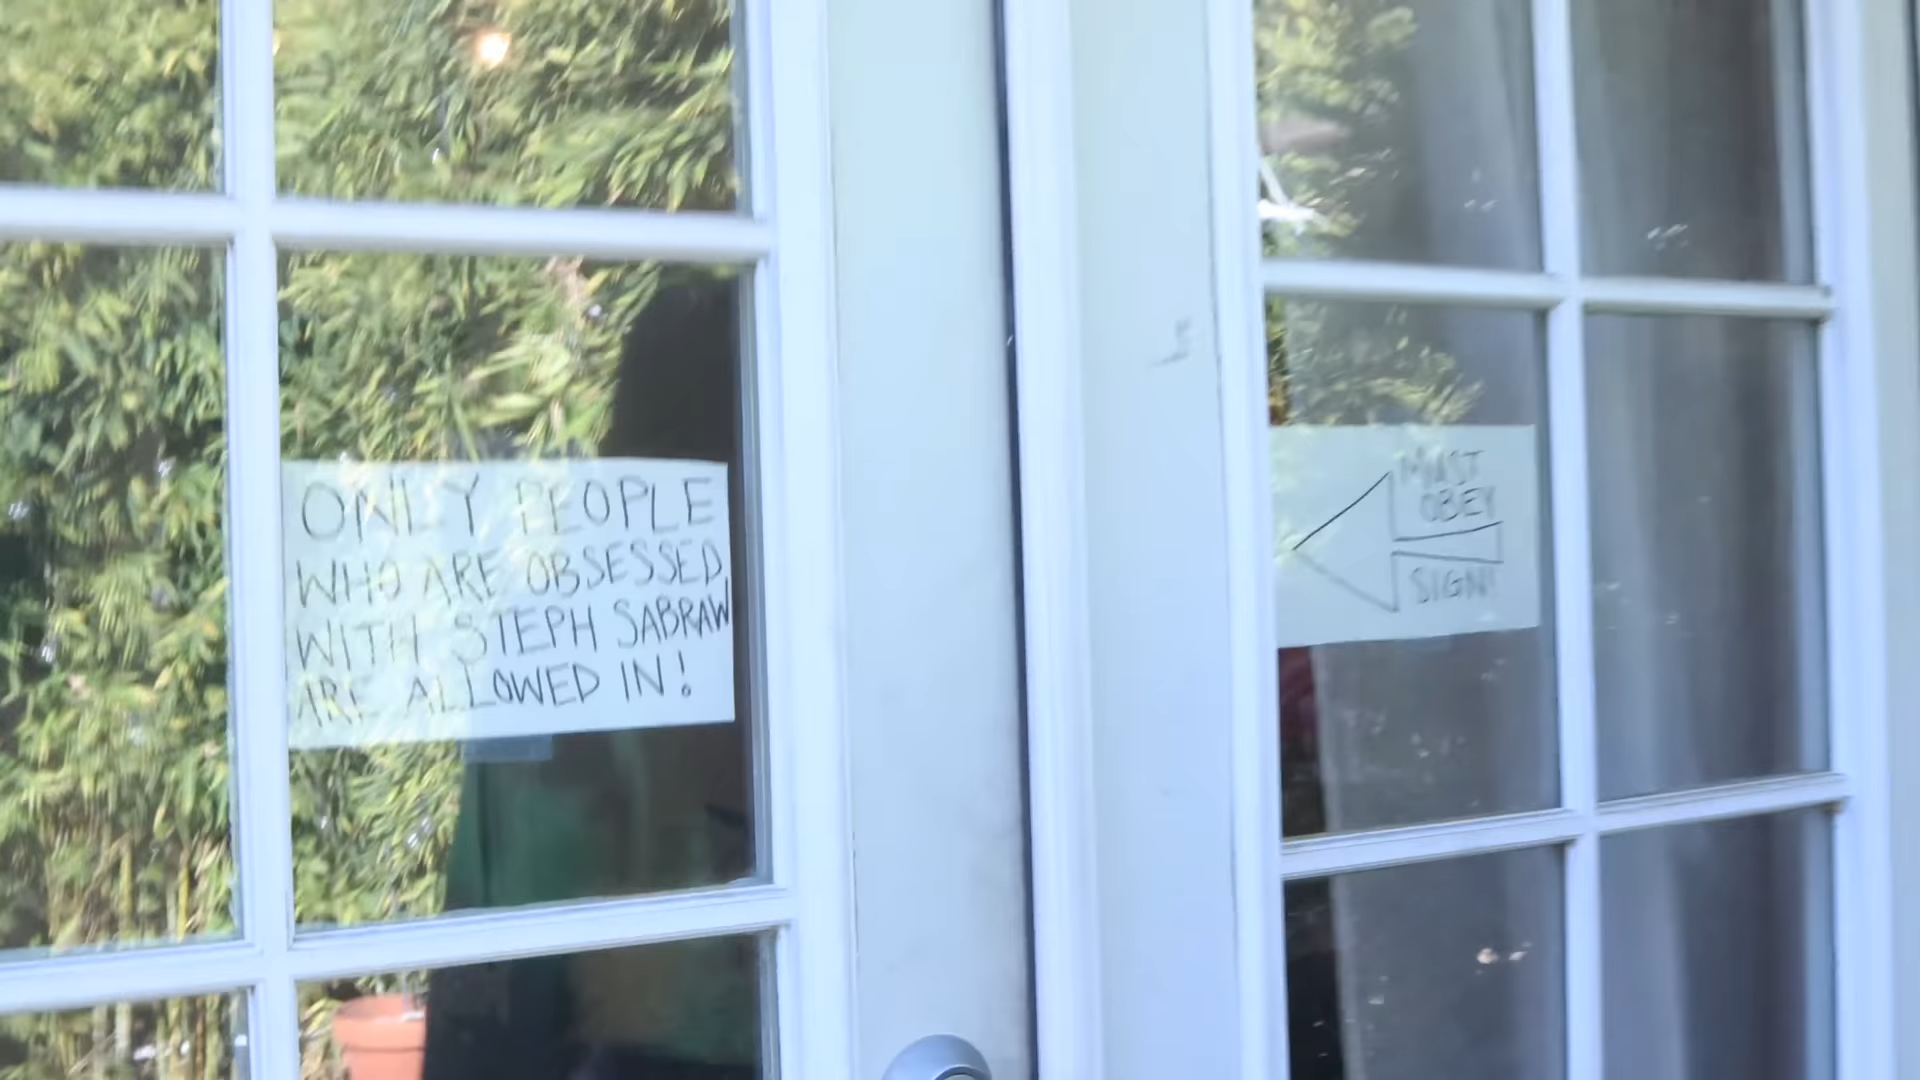 ONLY PEOPLE
WHO ARE OBSESSED
WITH STEPH SABRAW
ARE ALLOWED IN!
MUST
OBEY
SIGN!